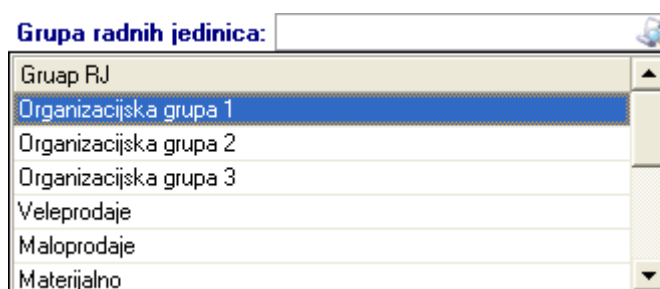 Grupa radnih jedinica:
Gruap RJ
Organizacijska grupa 1
Organizacijska grupa 2
Organizacijska grupa 3
Veleprodaje
Maloprodaje
Materijalno